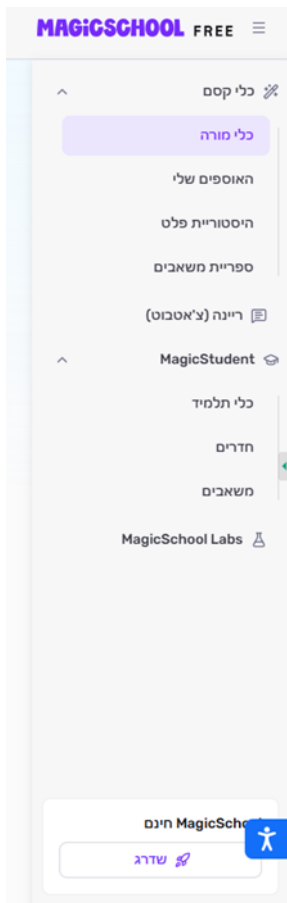 MAGiCSCHOOL FREE
כלי קסם
כלי מורה
האוספים שלי
היסטוריית פלט
ספריית משאבים
ריינה (צ'אטבוט)
MagicStudent
כלי תלמיד
חדרים
משאבים
MagicSchool Labs
MagicSchool חינם
שדרג